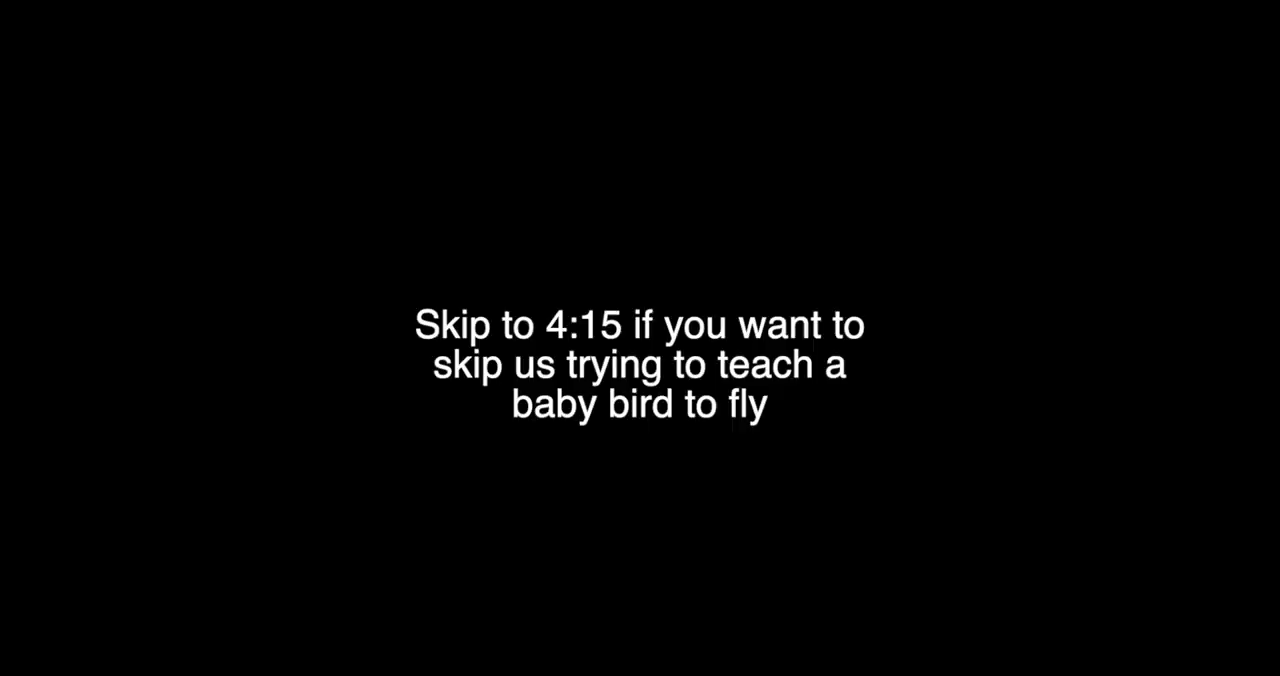 Skip to 4:15 if you want to
skip us trying to teach a
baby bird to fly